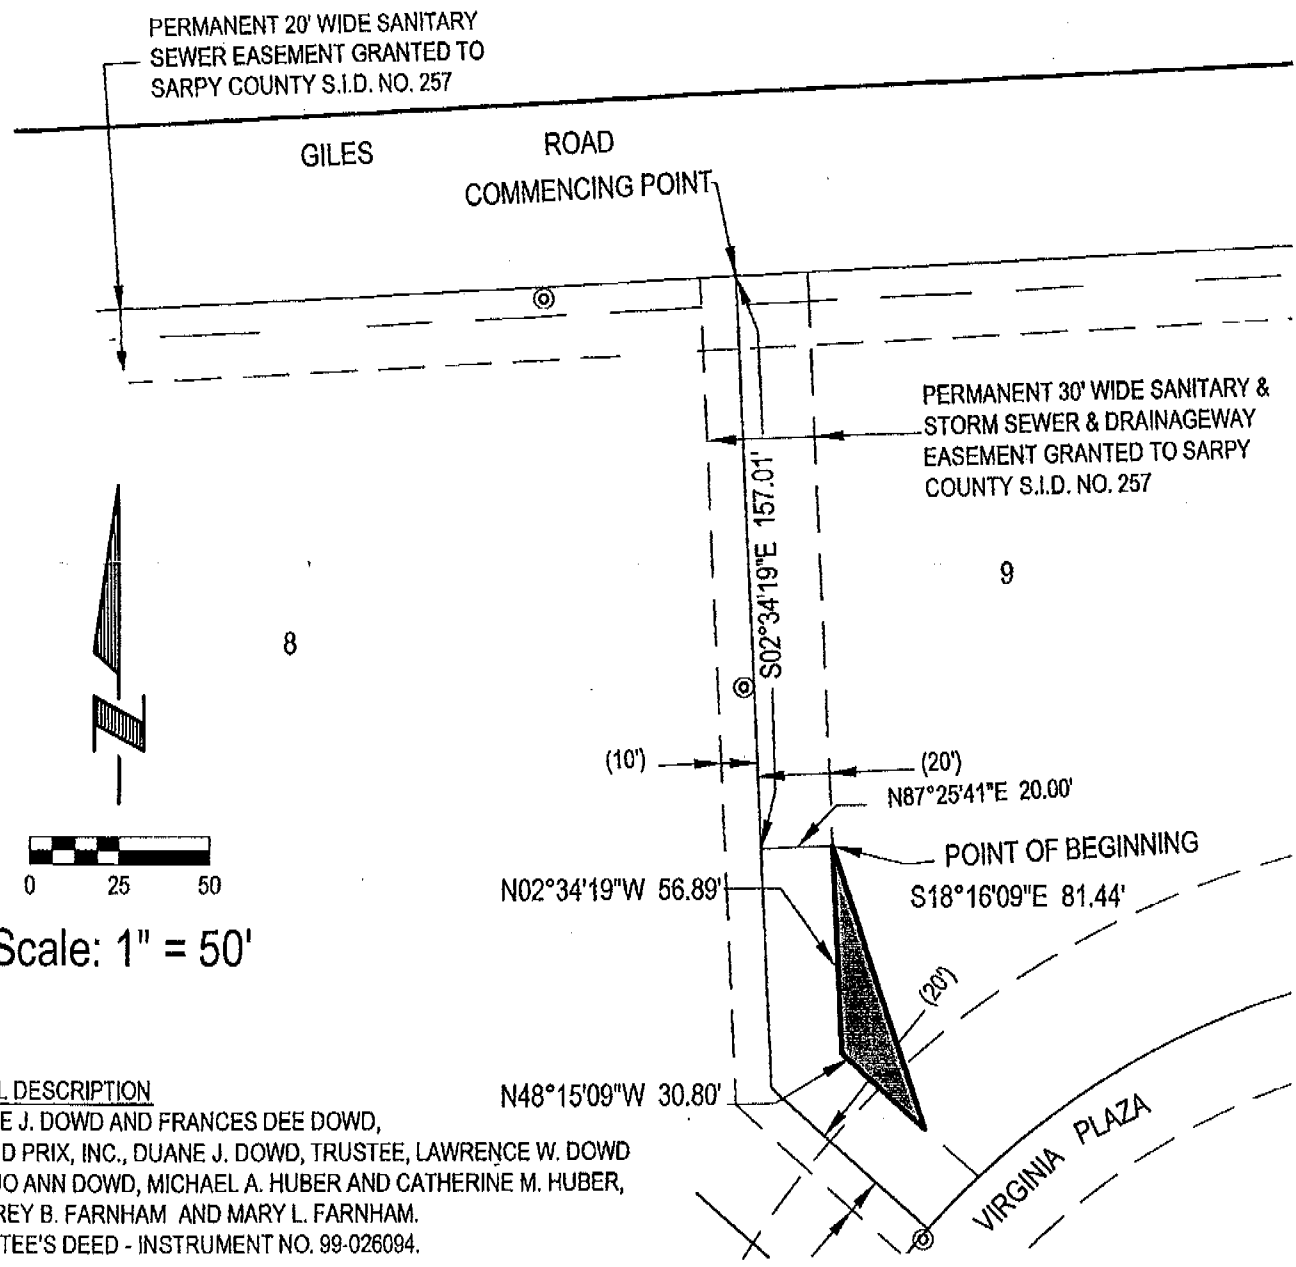 PERMANENT 20' WIDE SANITARY
SEWER EASEMENT GRANTED TO
SARPY COUNTY S.I.D. NO. 257
GILES ROAD
COMMENCING POINT
PERMANENT 30' WIDE SANITARY &
STORM SEWER & DRAINAGEWAY
EASEMENT GRANTED TO SARPY
COUNTY S.I.D. NO. 257
S02°34'19"E 157.01'
9
8
(10')
(20')
N87°25'41"E 20.00'
POINT OF BEGINNING
N02°34'19"W 56.89'
S18°16'09"E 81.44'
0 25 50
Scale: 1" = 50'
(20')
N48°15'09"W 30.80'
VIRGINIA PLAZA
L DESCRIPTION
E J. DOWD AND FRANCES DEE DOWD,
D PRIX, INC., DUANE J. DOWD, TRUSTEE, LAWRENCE W. DOWD
JO ANN DOWD, MICHAEL A. HUBER AND CATHERINE M. HUBER,
REY B. FARNHAM AND MARY L. FARNHAM.
TEE'S DEED - INSTRUMENT NO. 99-026094.